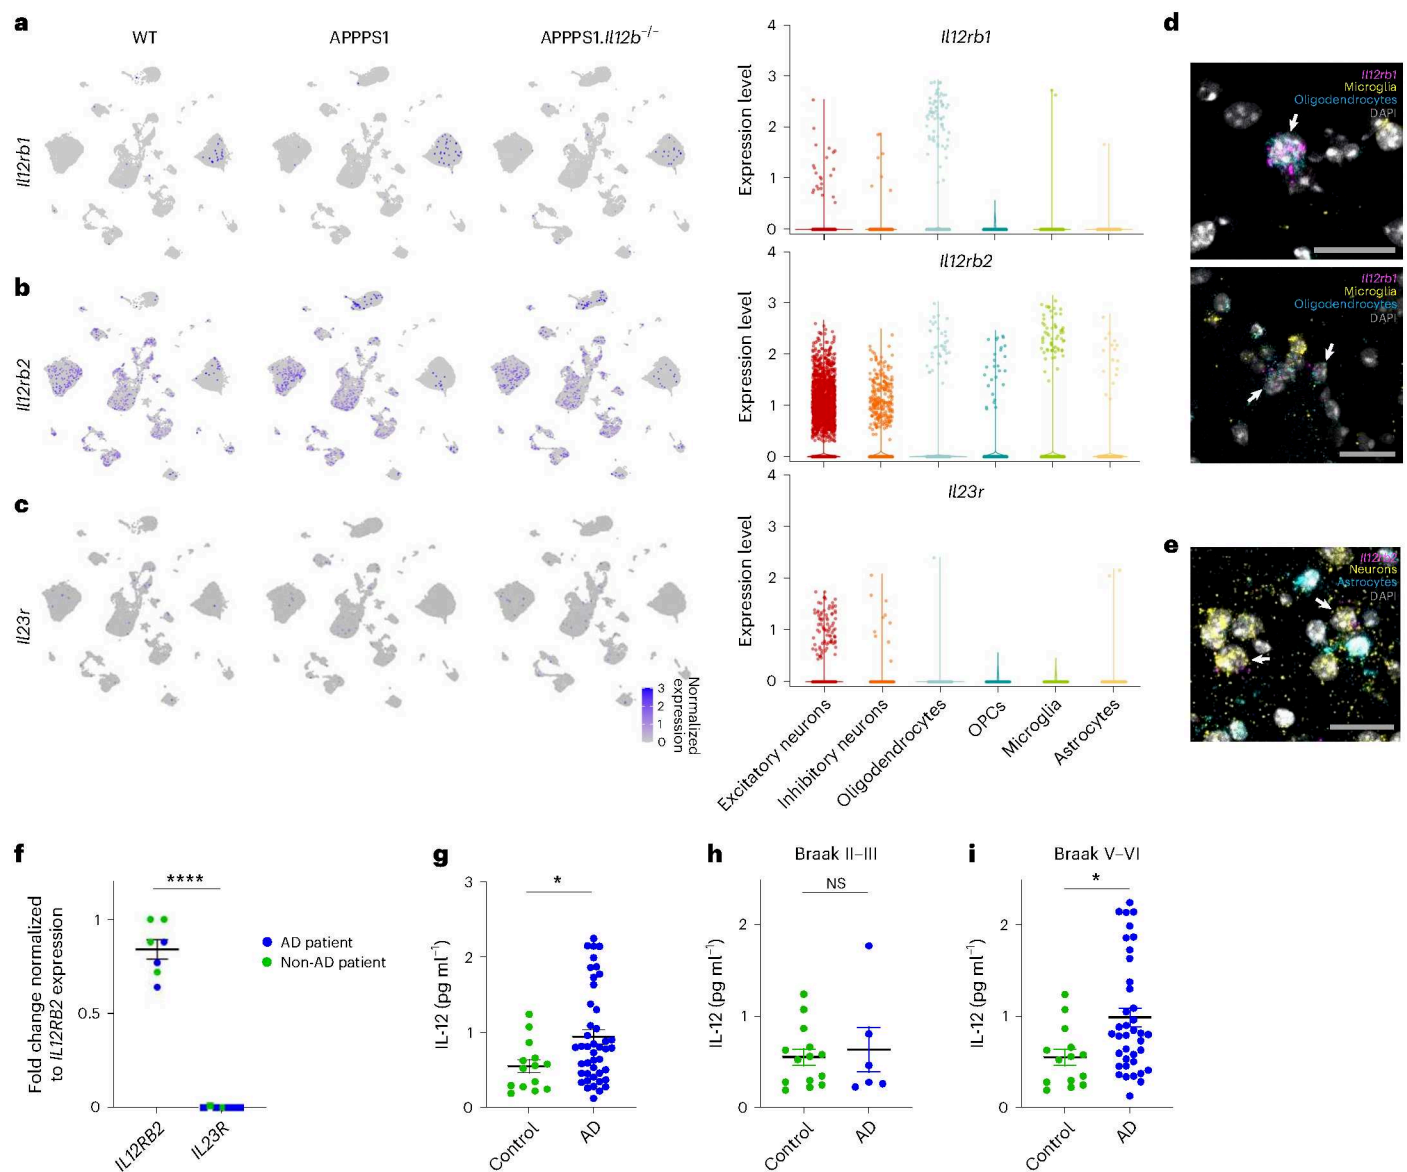 a
WT
APPPS1
APPPS1.Il12b−/−
Il12rb1
b
Il12rb2
c
Il23r
Normalized
expression
3
2
1
0
Il12rb1
Expression level
4
3
2
1
0
Il12rb2
Expression level
4
3
2
1
0
Il23r
Expression level
4
3
2
1
0
Excitatory neurons
Inhibitory neurons
Oligodendrocytes
OPCs
Microglia
Astrocytes
d
Il12rb1
Microglia
Oligodendrocytes
DAPI
Il12rb1
Microglia
Oligodendrocytes
DAPI
e
Il12rb2
Neurons
Astrocytes
DAPI
f
Fold change normalized
to IL12RB2 expression
1
0.5
0
****
IL12RB2
IL23R
AD patient
Non-AD patient
g
IL-12 (pg ml−1)
3
2
1
0
*
Control
AD
h
Braak II–III
IL-12 (pg ml−1)
2
1
0
NS
Control
AD
i
Braak V–VI
IL-12 (pg ml−1)
2
1
0
*
Control
AD